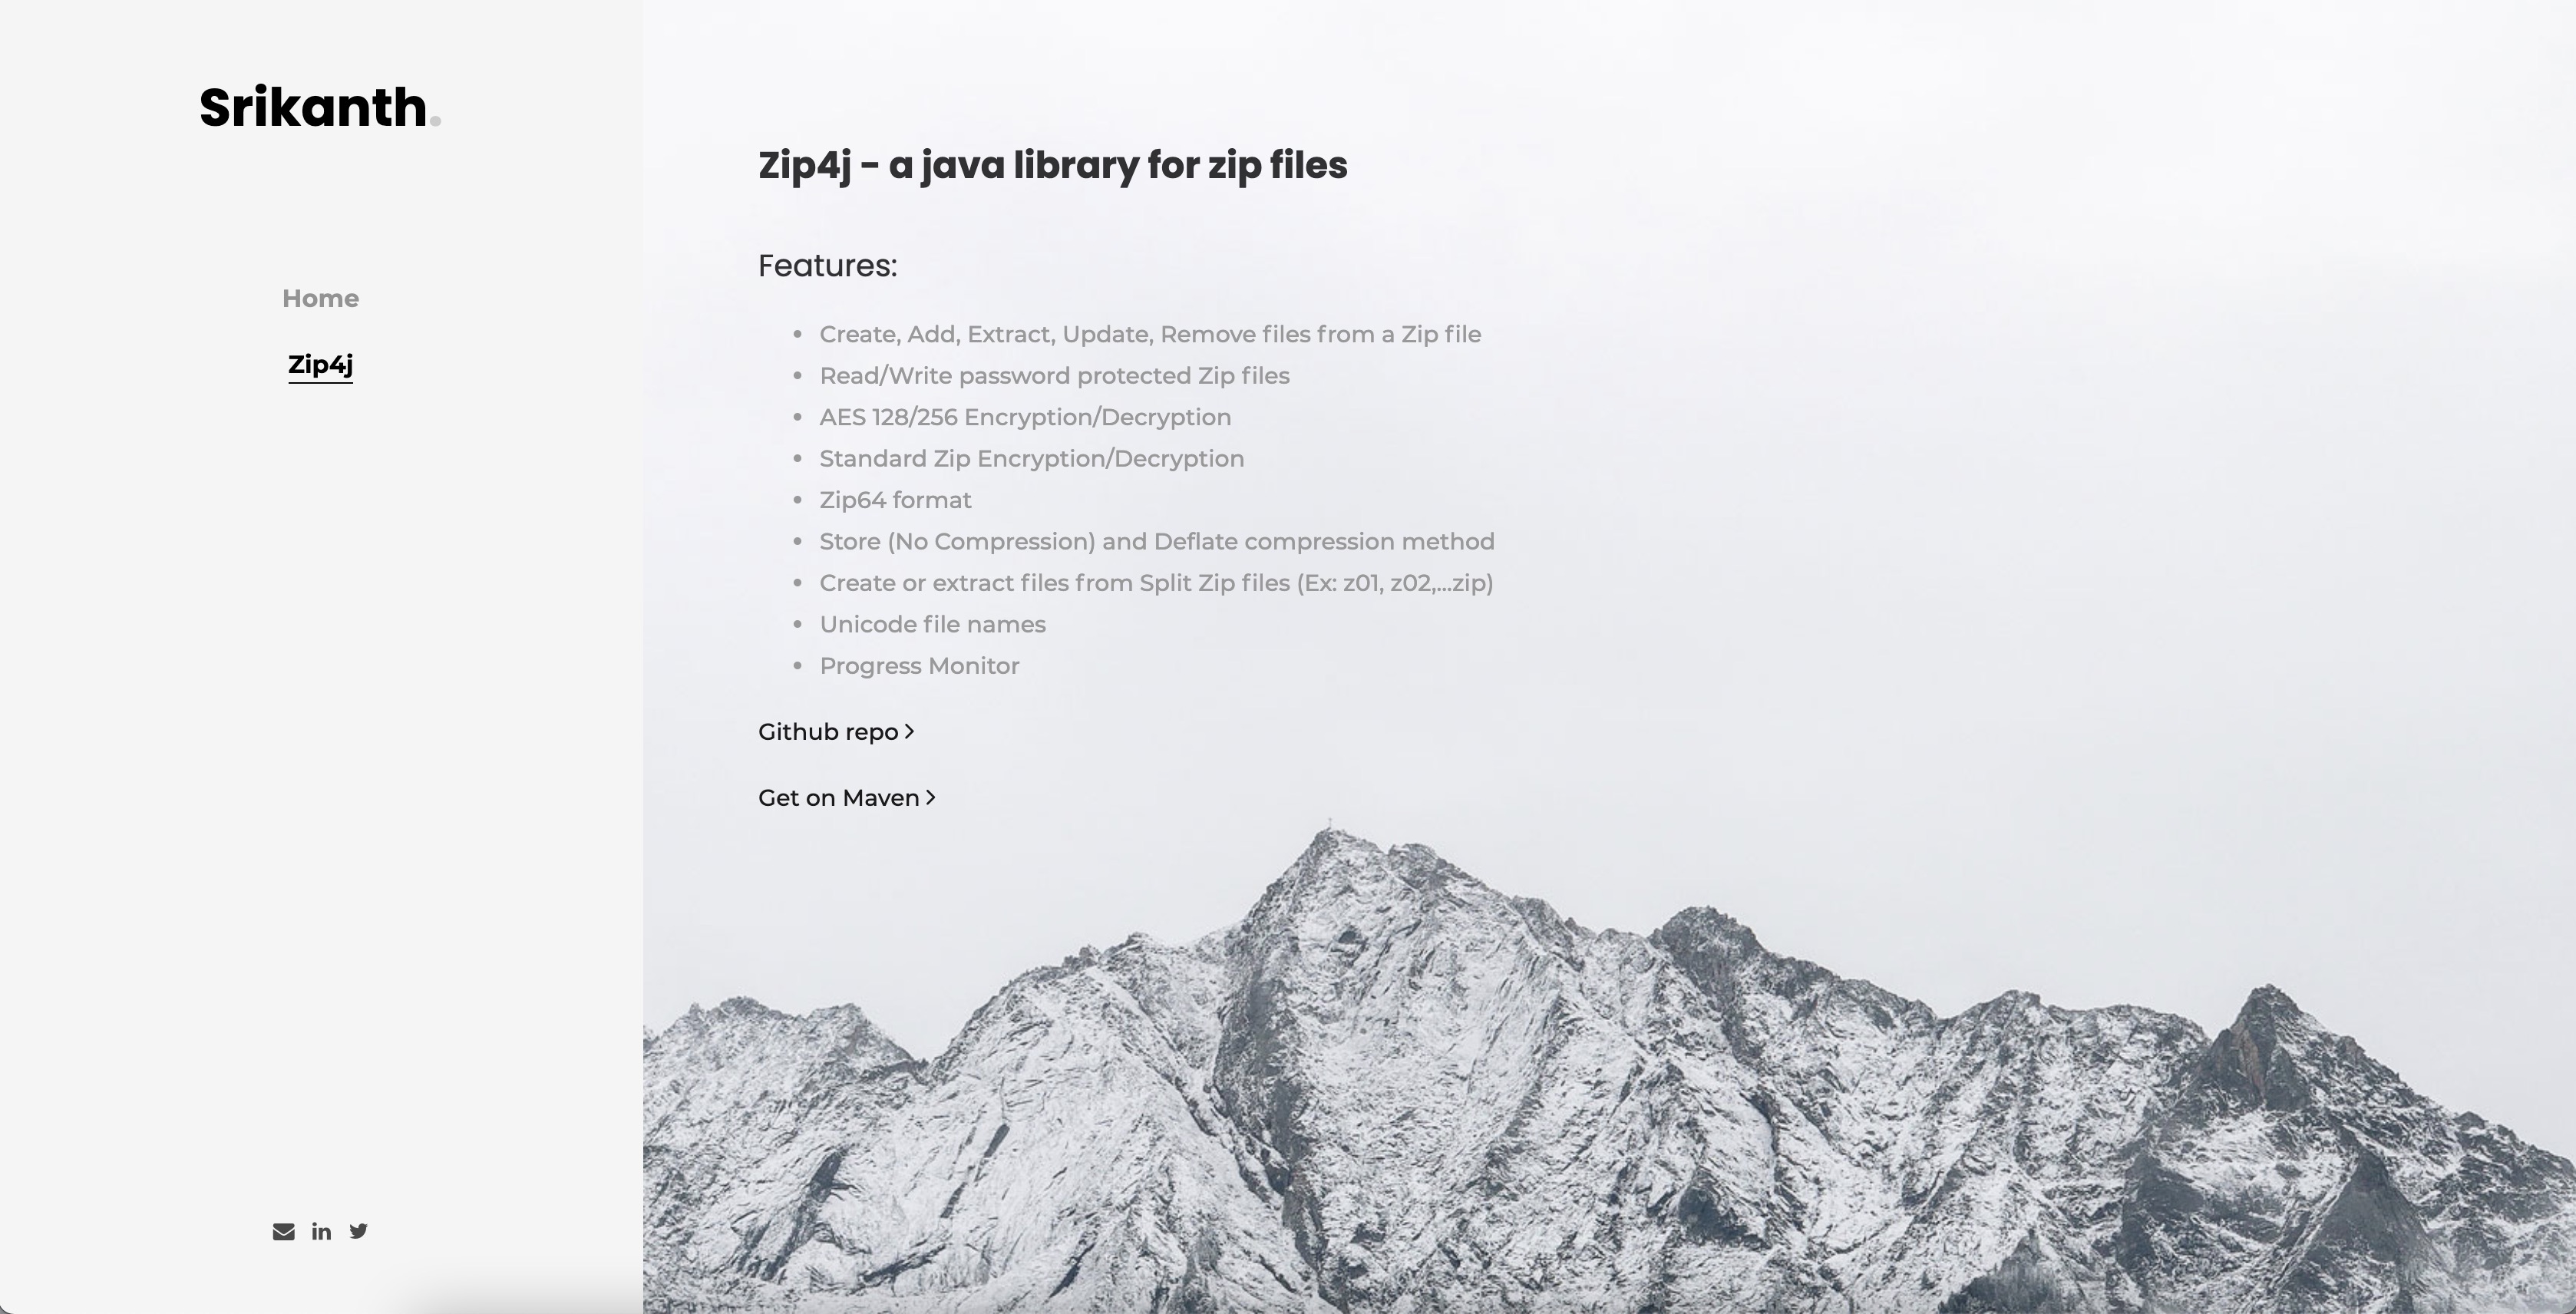 Srikanth.
Home
Zip4j
Zip4j - a java library for zip files
Features:
Create, Add, Extract, Update, Remove files from a Zip file
Read/Write password protected Zip files
AES 128/256 Encryption/Decryption
Standard Zip Encryption/Decryption
Zip64 format
Store (No Compression) and Deflate compression method
Create or extract files from Split Zip files (Ex: z01, z02,...zip)
Unicode file names
Progress Monitor
Github repo
Get on Maven